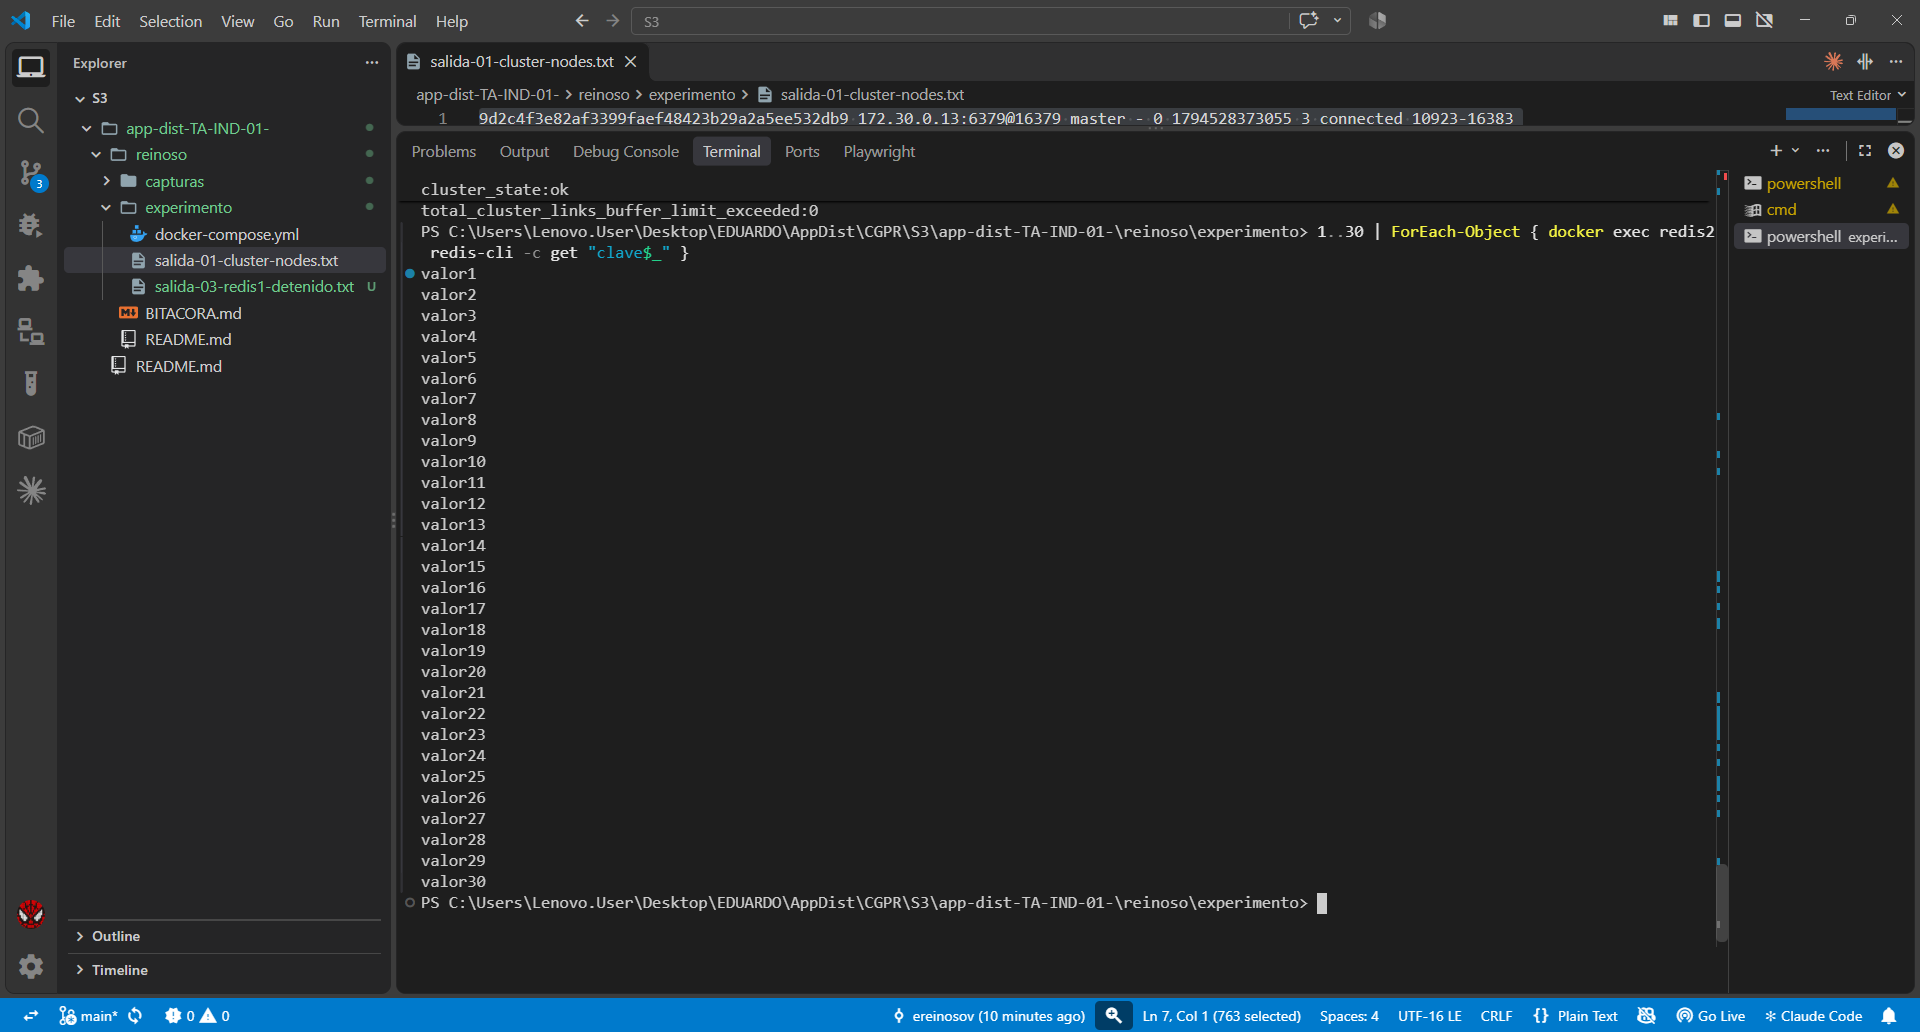 File Edit Selection View Go Run Terminal Help
S3
Explorer
S3
app-dist-TA-IND-01-
reinoso
capturas
experimento
docker-compose.yml
salida-01-cluster-nodes.txt
salida-03-redis1-detenido.txt U
BITACORA.md
README.md
README.md
Outline
Timeline
3
salida-01-cluster-nodes.txt
app-dist-TA-IND-01- > reinoso > experimento > salida-01-cluster-nodes.txt
Text Editor
1 9d2c4f3e82af3399faef48423b29a2a5ee532db9 172.30.0.13:6379@16379 master - 0 1794528373055 3 connected 10923-16383
Problems Output Debug Console Terminal Ports Playwright
cluster_state:ok
total_cluster_links_buffer_limit_exceeded:0
PS C:\Users\Lenovo.User\Desktop\EDUARDO\AppDist\CGPR\S3\app-dist-TA-IND-01-\reinoso\experimento> 1..30 | ForEach-Object { docker exec redis2
redis-cli -c get "clave$_" }
valor1
valor2
valor3
valor4
valor5
valor6
valor7
valor8
valor9
valor10
valor11
valor12
valor13
valor14
valor15
valor16
valor17
valor18
valor19
valor20
valor21
valor22
valor23
valor24
valor25
valor26
valor27
valor28
valor29
valor30
PS C:\Users\Lenovo.User\Desktop\EDUARDO\AppDist\CGPR\S3\app-dist-TA-IND-01-\reinoso\experimento>
powershell
cmd
powershell experi...
main* 0 0 ereinosov (10 minutes ago) Ln 7, Col 1 (763 selected) Spaces: 4 UTF-16 LE CRLF {} Plain Text Go Live Claude Code